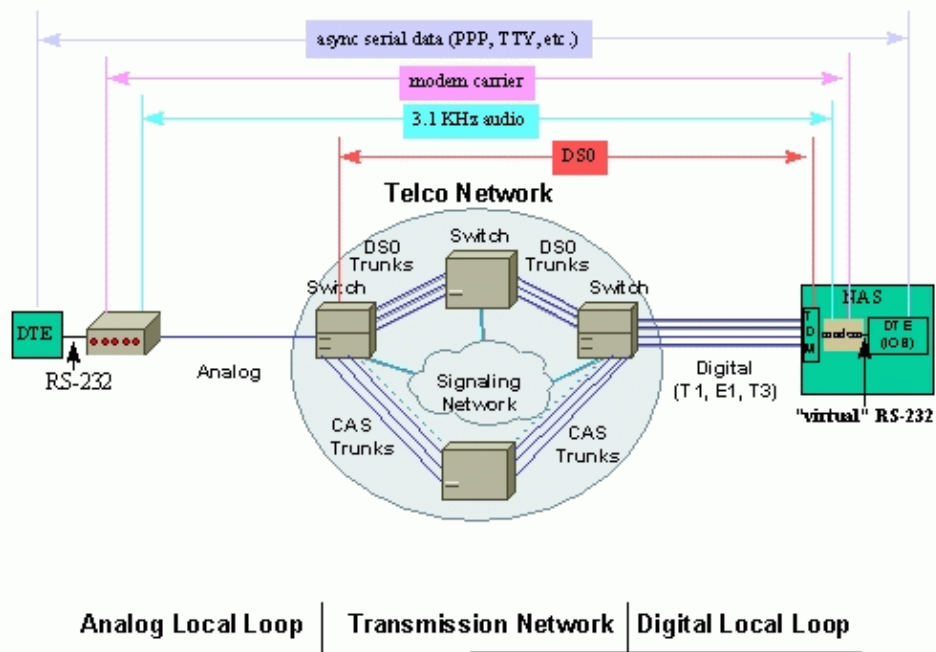 async serial data (PPP, TTY, etc.)
modem carrier
3.1 KHz audio
DS0
Telco Network
DS0
Trunks
Switch
DS0
Trunks
Switch
Switch
NAS
DTE
T
D
M
modem
DTE
(IOS)
RS-232
Analog
Signaling
Network
Digital
(T1, E1, T3)
"virtual" RS-232
CAS
Trunks
CAS
Trunks
Analog Local Loop
Transmission Network
Digital Local Loop